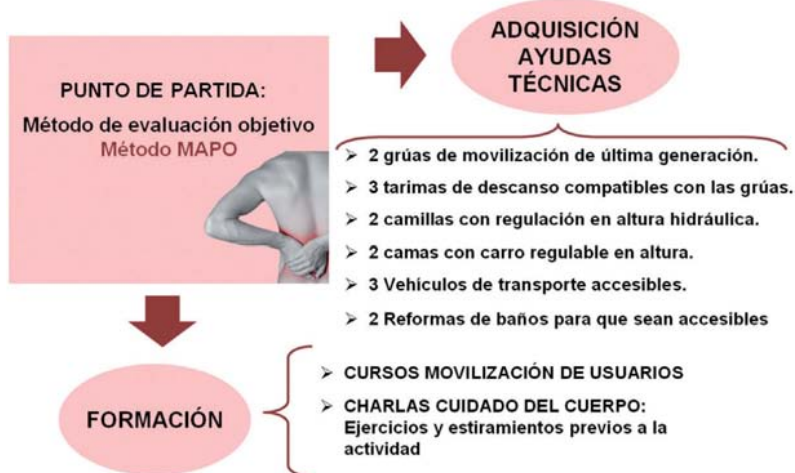 PUNTO DE PARTIDA:
Método de evaluación objetivo
Método MAPO
ADQUISICIÓN
AYUDAS
TÉCNICAS
2 grúas de movilización de última generación.
3 tarimas de descanso compatibles con las grúas.
2 camillas con regulación en altura hidráulica.
2 camas con carro regulable en altura.
3 Vehículos de transporte accesibles.
2 Reformas de baños para que sean accesibles
FORMACIÓN
CURSOS MOVILIZACIÓN DE USUARIOS
CHARLAS CUIDADO DEL CUERPO:
Ejercicios y estiramientos previos a la
actividad